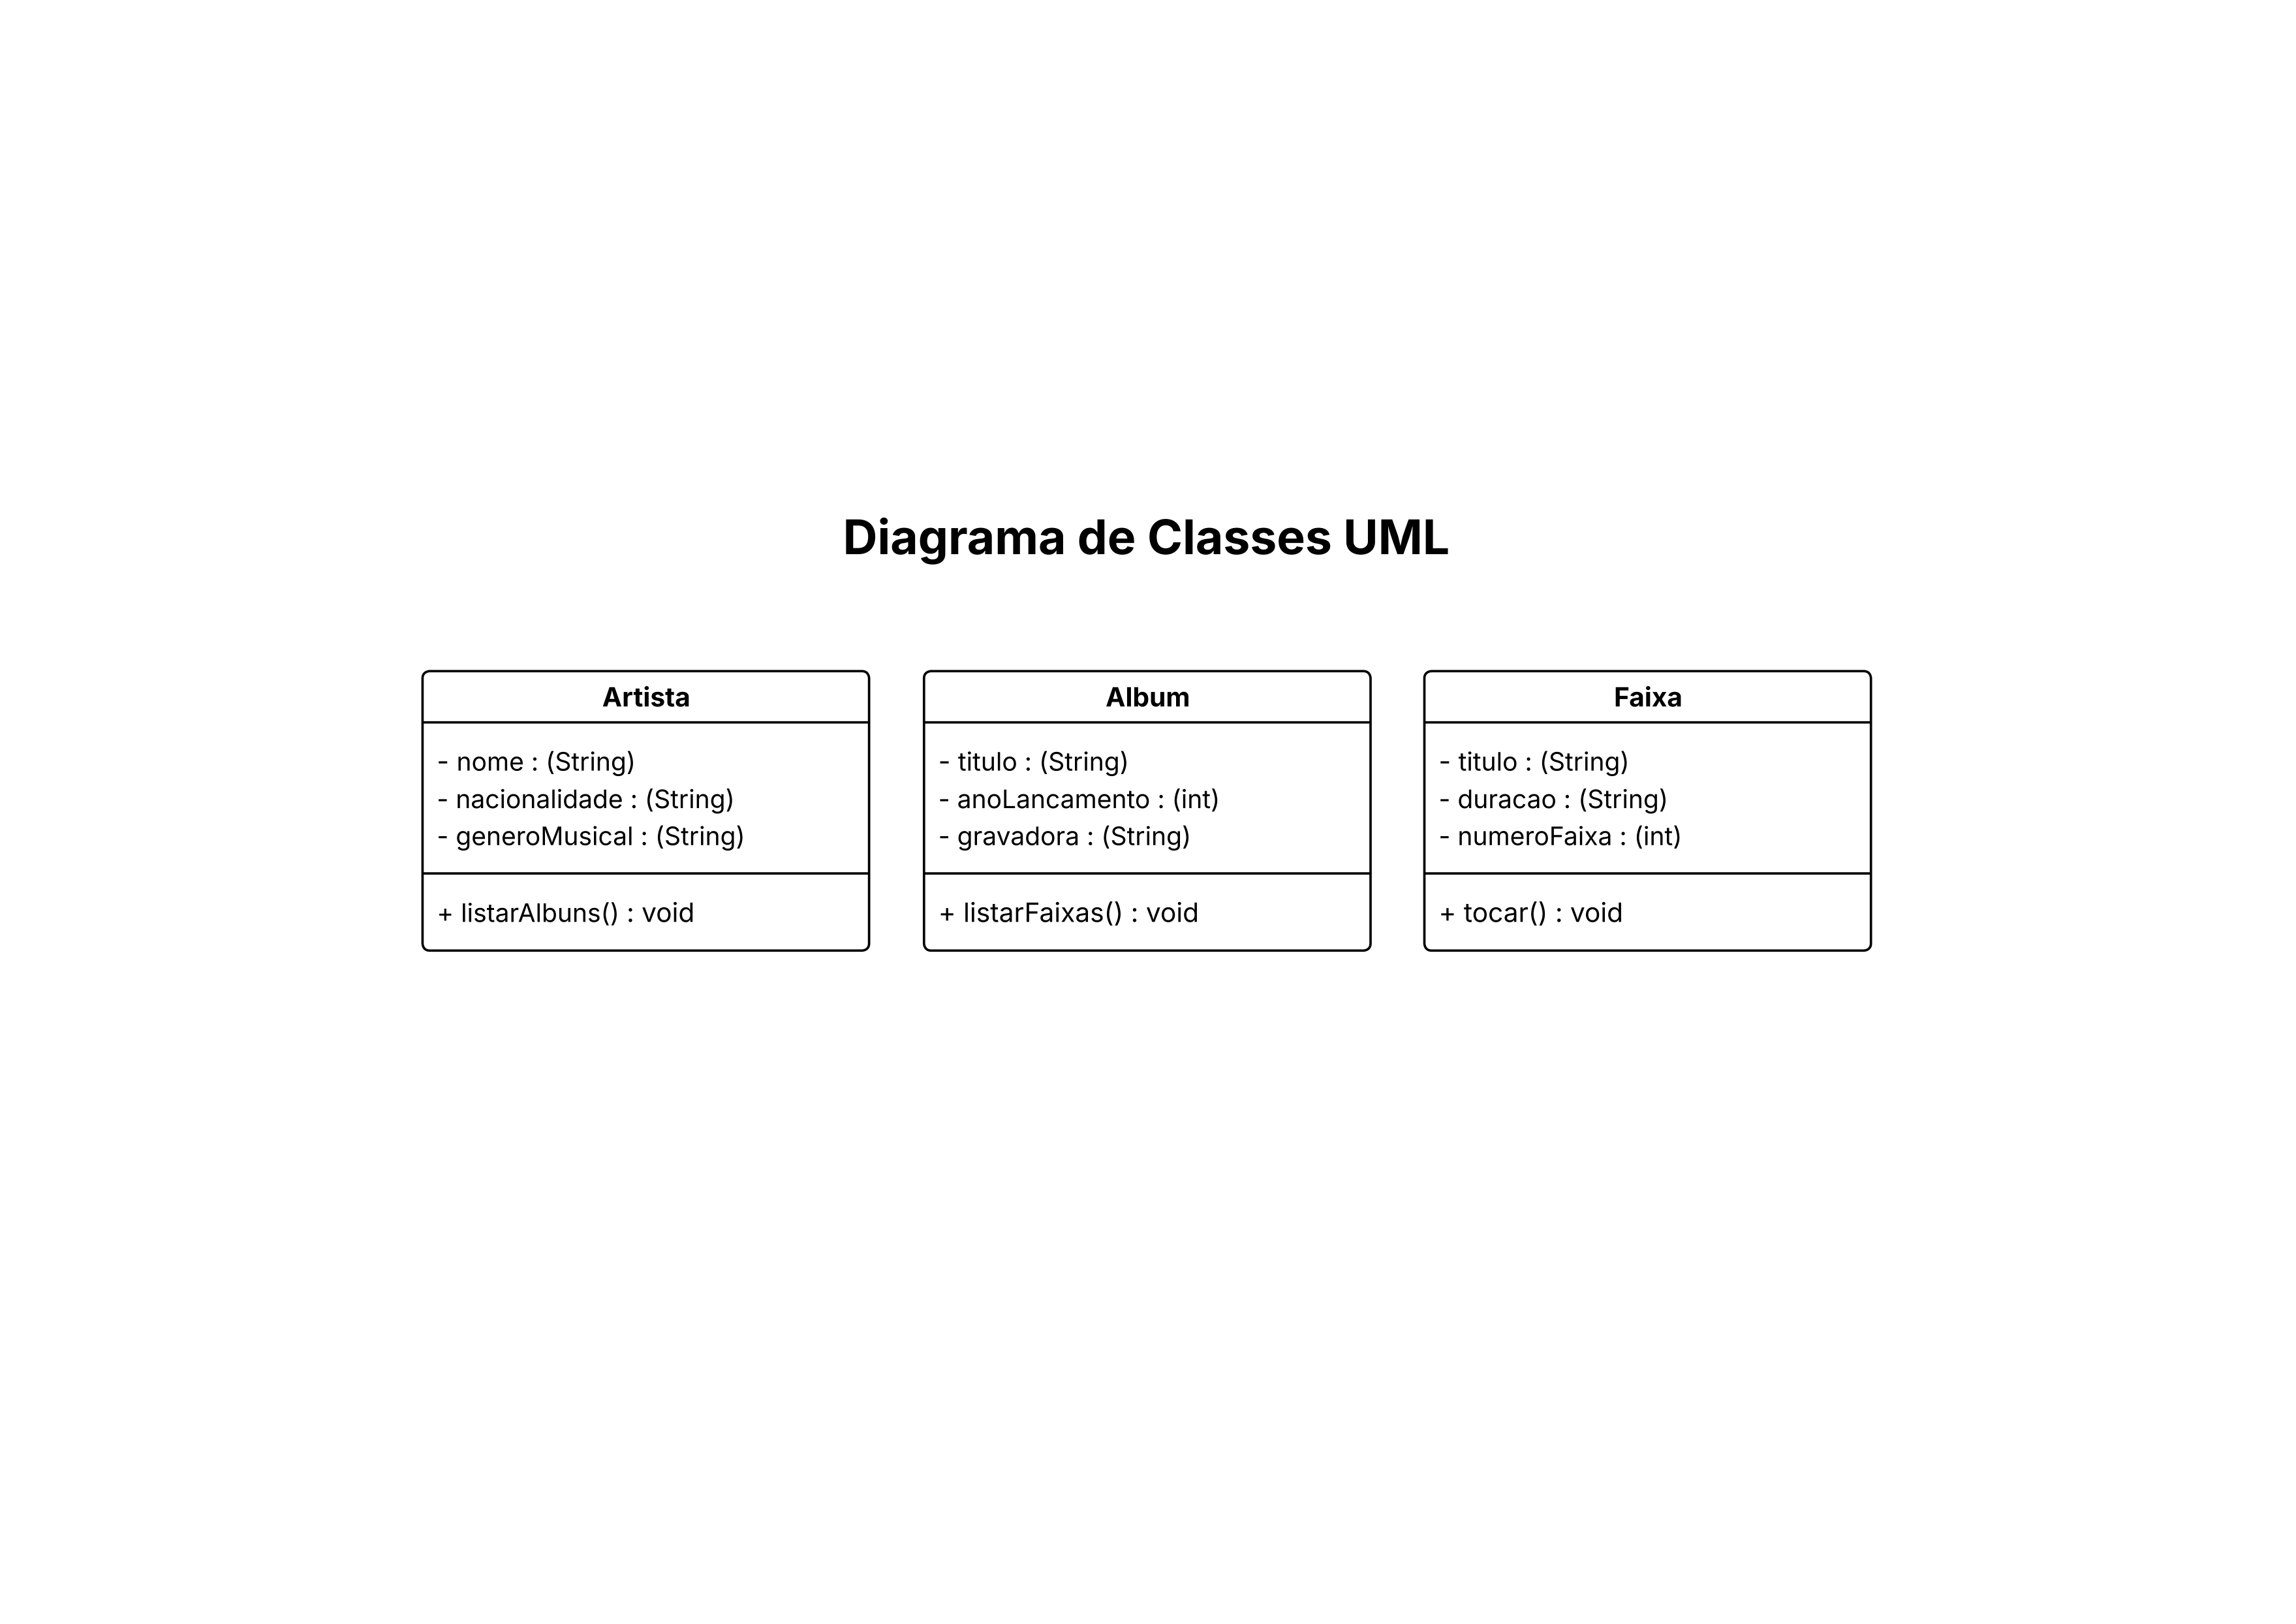 Diagrama de Classes UML
Artista
- nome : (String)
- nacionalidade : (String)
- generoMusical : (String)
+ listarAlbuns() : void
Album
- titulo : (String)
- anoLancamento : (int)
- gravadora : (String)
+ listarFaixas() : void
Faixa
- titulo : (String)
- duracao : (String)
- numeroFaixa : (int)
+ tocar() : void